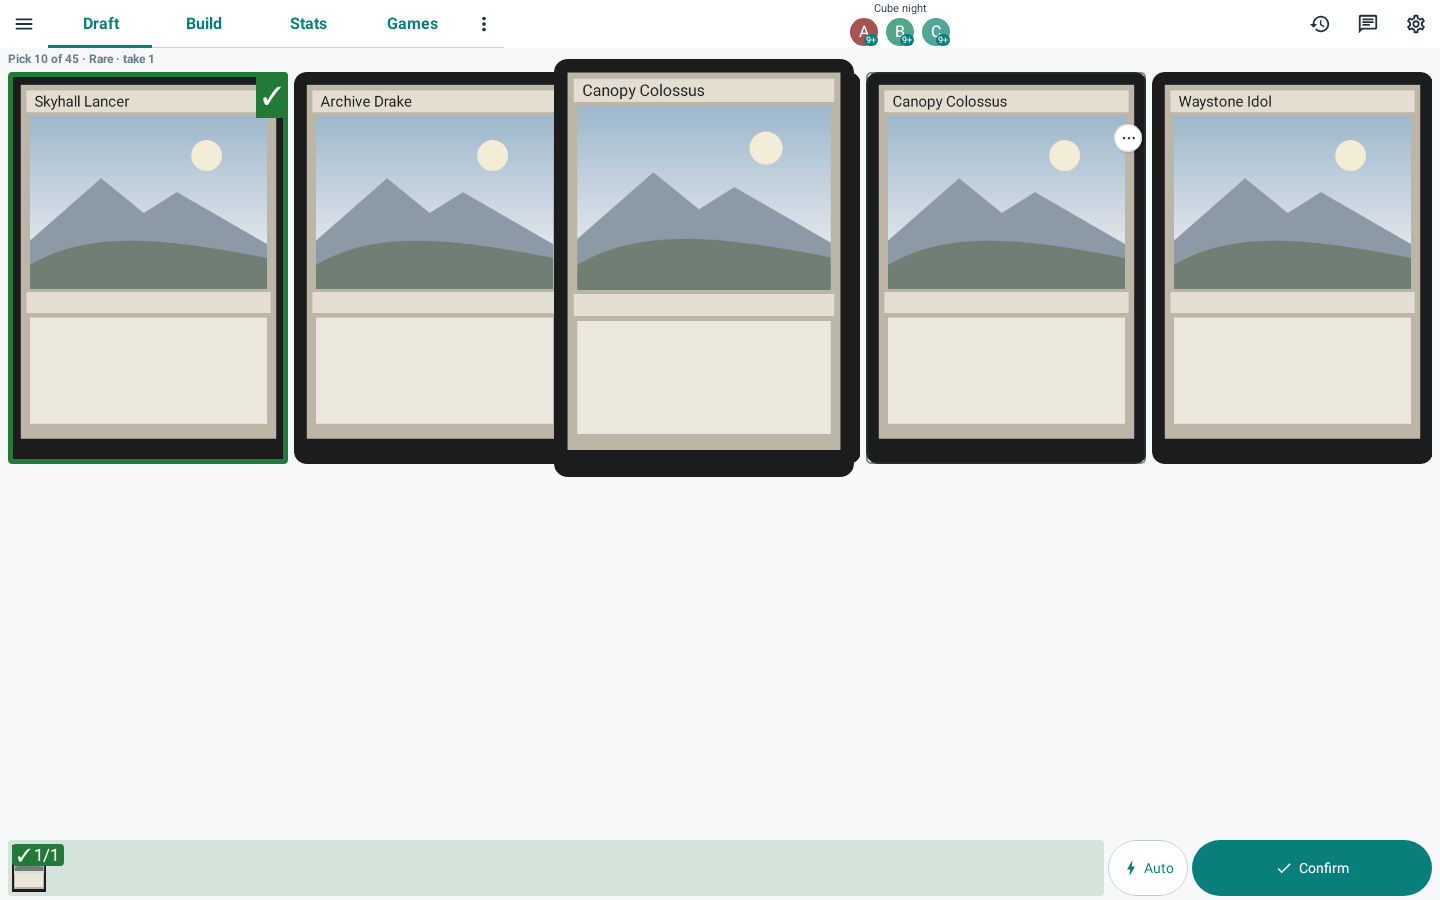 Draft
Build
Stats
Games
Cube night
A
9+
B
9+
C
9+
Pick 10 of 45 · Rare · take 1
Skyhall Lancer
Archive Drake
Canopy Colossus
Canopy Colossus
Waystone Idol
1/1
Auto
Confirm